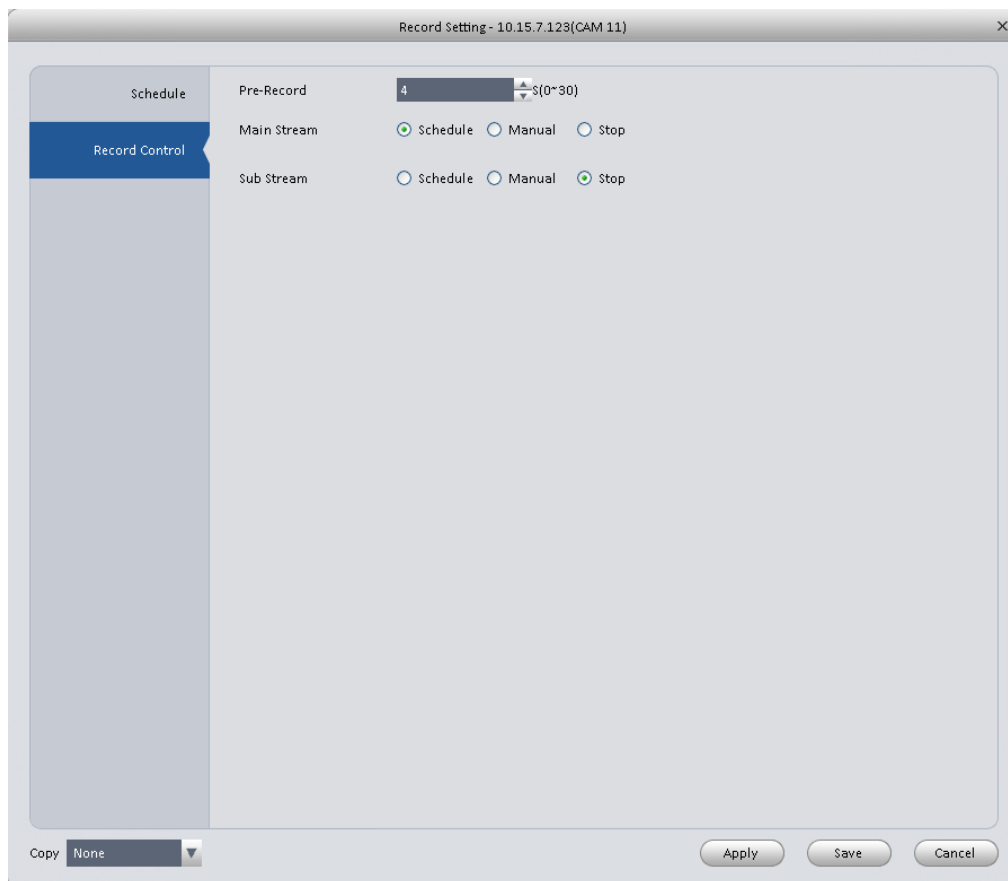 Record Setting - 10.15.7.123(CAM 11)
Schedule
Record Control
Pre-Record 4 S(0~30)
Main Stream Schedule Manual Stop
Sub Stream Schedule Manual Stop
Copy None Apply Save Cancel